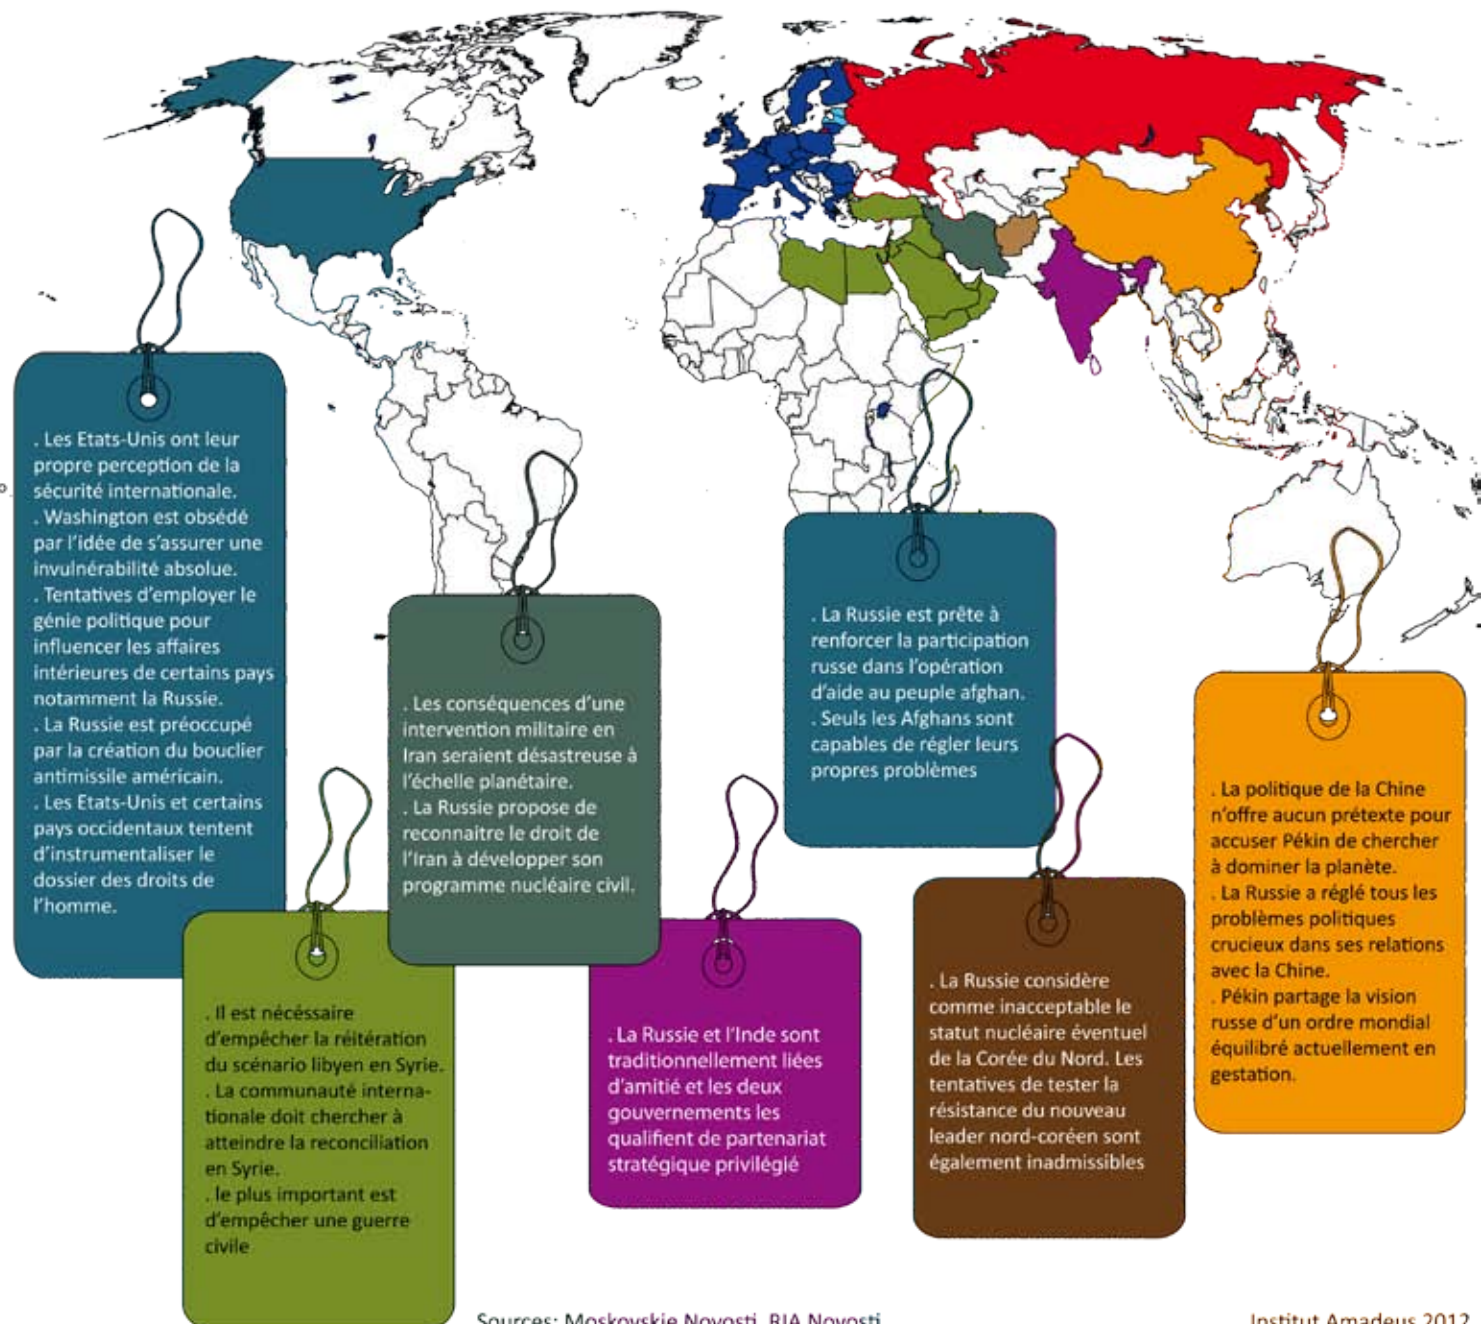 . Les Etats-Unis ont leur
propre perception de la
sécurité internationale.
. Washington est obsédé
par l'idée de s'assurer une
invulnérabilité absolue.
. Tentatives d'employer le
génie politique pour
influencer les affaires
intérieures de certains pays
notamment la Russie.
. La Russie est préoccupé
par la création du bouclier
antimissile américain.
. Les Etats-Unis et certains
pays occidentaux tentent
d'instrumentaliser le
dossier des droits de
l'homme.
. Il est nécéssaire
d'empêcher la réitération
du scénario libyen en Syrie.
. La communauté interna-
tionale doit chercher à
atteindre la reconciliation
en Syrie.
. le plus important est
d'empêcher une guerre
civile
. Les conséquences d'une
intervention militaire en
Iran seraient désastreuse à
l'échelle planétaire.
. La Russie propose de
reconnaitre le droit de
l'Iran à développer son
programme nucléaire civil.
. La Russie et l'Inde sont
traditionnellement liées
d'amitié et les deux
gouvernements les
qualifient de partenariat
stratégique privilégié
. La Russie est prête à
renforcer la participation
russe dans l'opération
d'aide au peuple afghan.
. Seuls les Afghans sont
capables de régler leurs
propres problèmes
. La Russie considère
comme inacceptable le
statut nucléaire éventuel
de la Corée du Nord. Les
tentatives de tester la
résistance du nouveau
leader nord-coréen sont
également inadmissibles
. La politique de la Chine
n'offre aucun prétexte pour
accuser Pékin de chercher
à dominer la planète.
. La Russie a réglé tous les
problèmes politiques
crucieux dans ses relations
avec la Chine.
. Pékin partage la vision
russe d'un ordre mondial
équilibré actuellement en
gestation.
Sources: Moskovskie Novosti, RIA Novosti
Institut Amadeus 2012